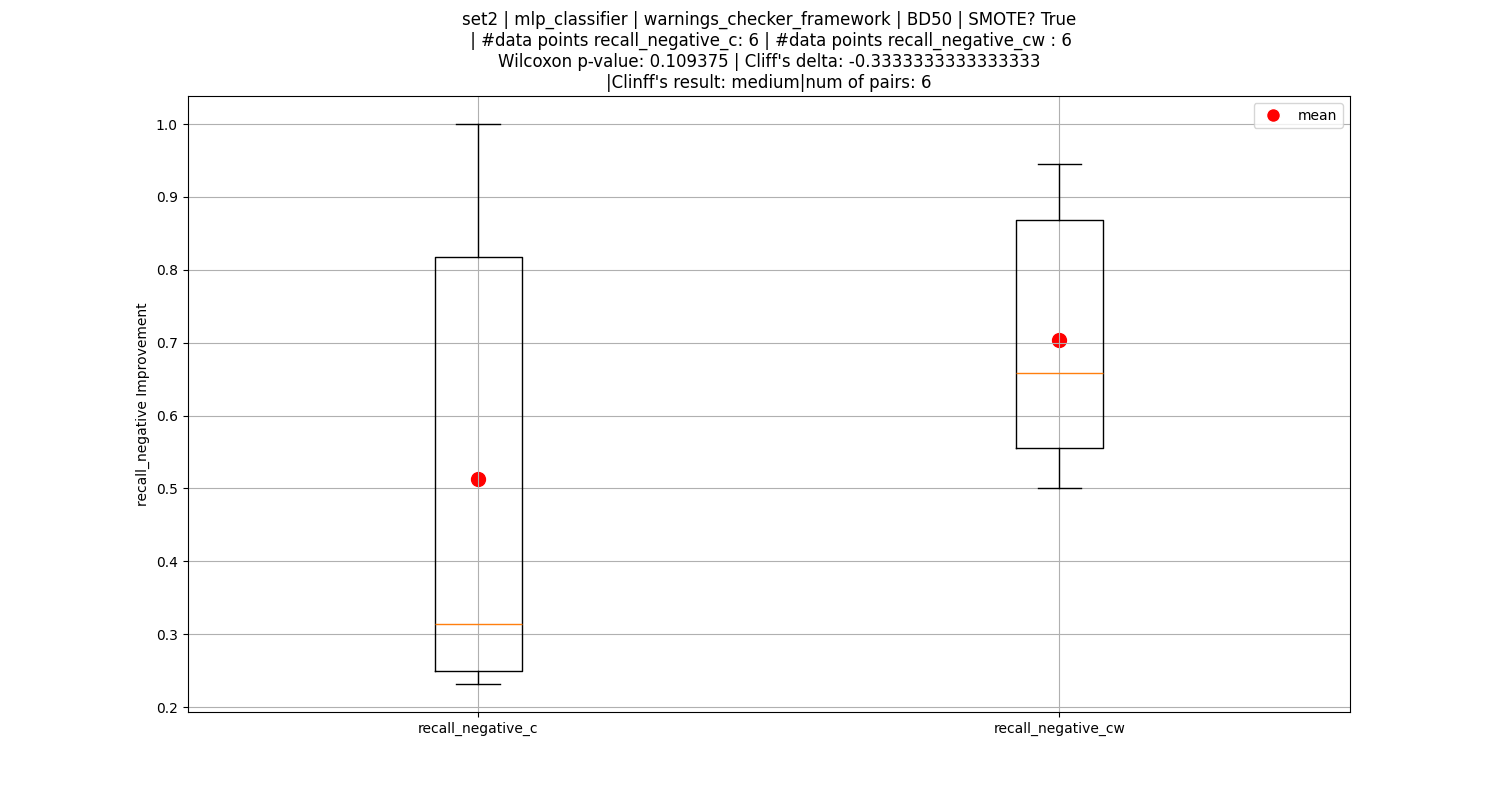 set2 | mlp_classifier | warnings_checker_framework | BD50 | SMOTE? True
| #data points recall_negative_c: 6 | #data points recall_negative_cw : 6
Wilcoxon p-value: 0.109375 | Cliff's delta: -0.3333333333333333
|Clinff's result: medium|num of pairs: 6
mean
1.0
0.9
0.8
0.7
0.6
0.5
0.4
0.3
0.2
recall_negative Improvement
recall_negative_c
recall_negative_cw